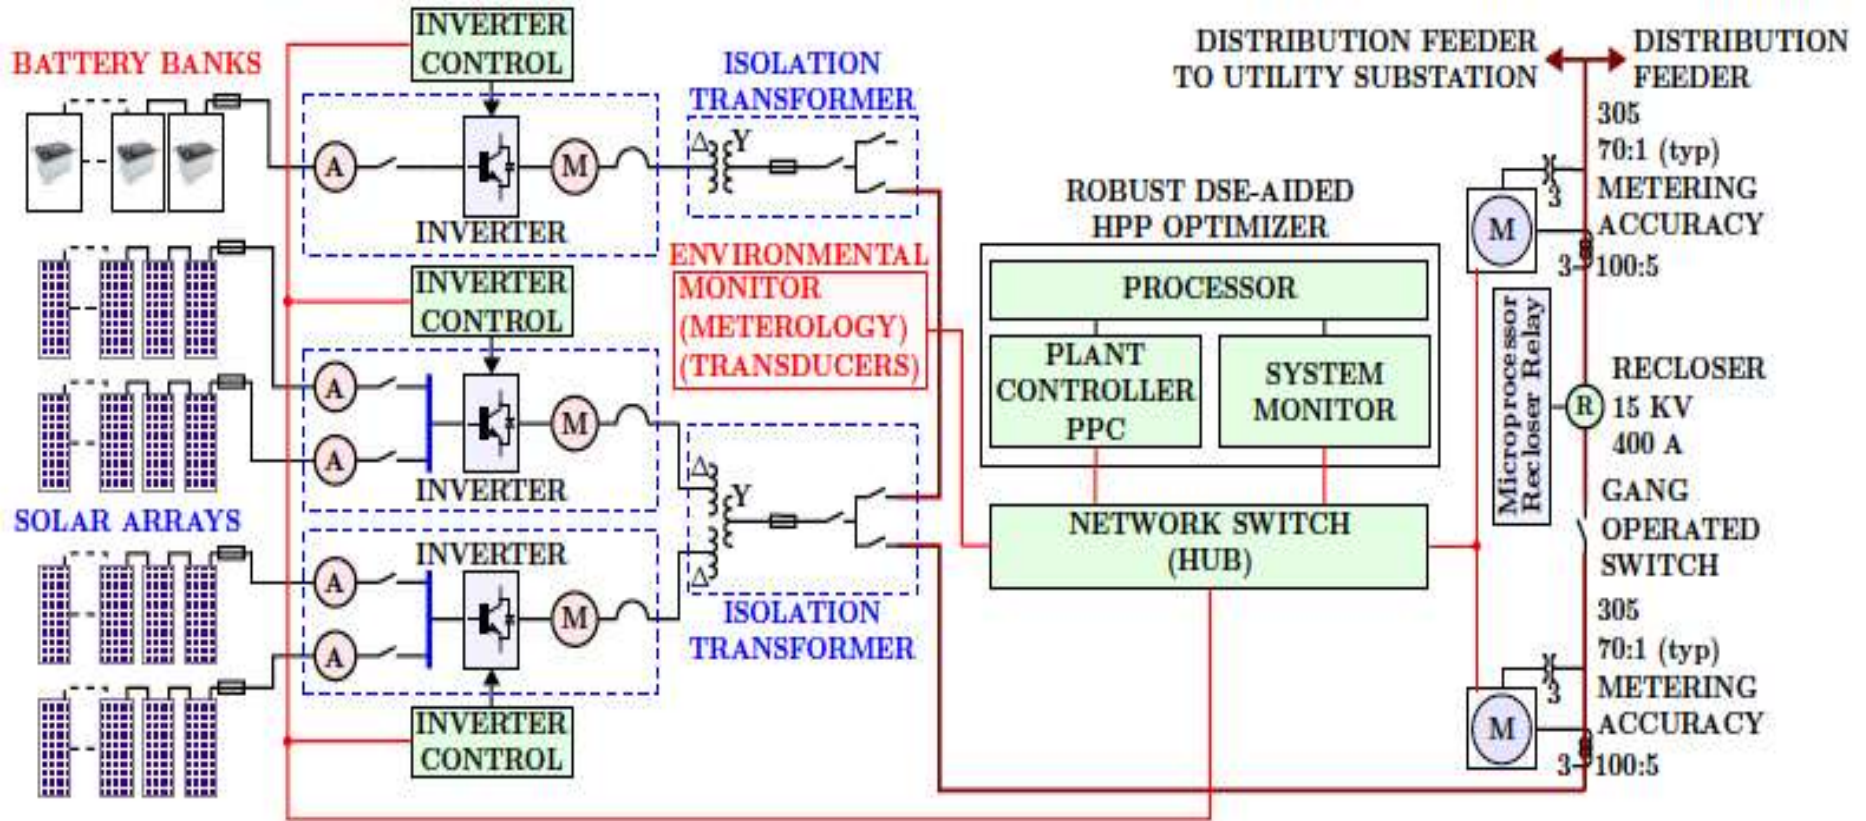 INVERTER
CONTROL
BATTERY BANKS
ISOLATION
TRANSFORMER
A
M
Δ
Y
INVERTER
INVERTER
CONTROL
ENVIRONMENTAL
MONITOR
(METEROLOGY)
(TRANSDUCERS)
A
A
M
INVERTER
Δ
Y
Δ
SOLAR ARRAYS
INVERTER
A
A
M
ISOLATION
TRANSFORMER
INVERTER
CONTROL
ROBUST DSE-AIDED
HPP OPTIMIZER
PROCESSOR
PLANT
CONTROLLER
PPC
SYSTEM
MONITOR
NETWORK SWITCH
(HUB)
DISTRIBUTION FEEDER
TO UTILITY SUBSTATION
DISTRIBUTION
FEEDER
305
70:1 (typ)
METERING
ACCURACY
3
M
3
100:5
Microprocessor
Recloser Relay
R
RECLOSER
15 KV
400 A
GANG
OPERATED
SWITCH
305
70:1 (typ)
METERING
ACCURACY
3
M
3
100:5